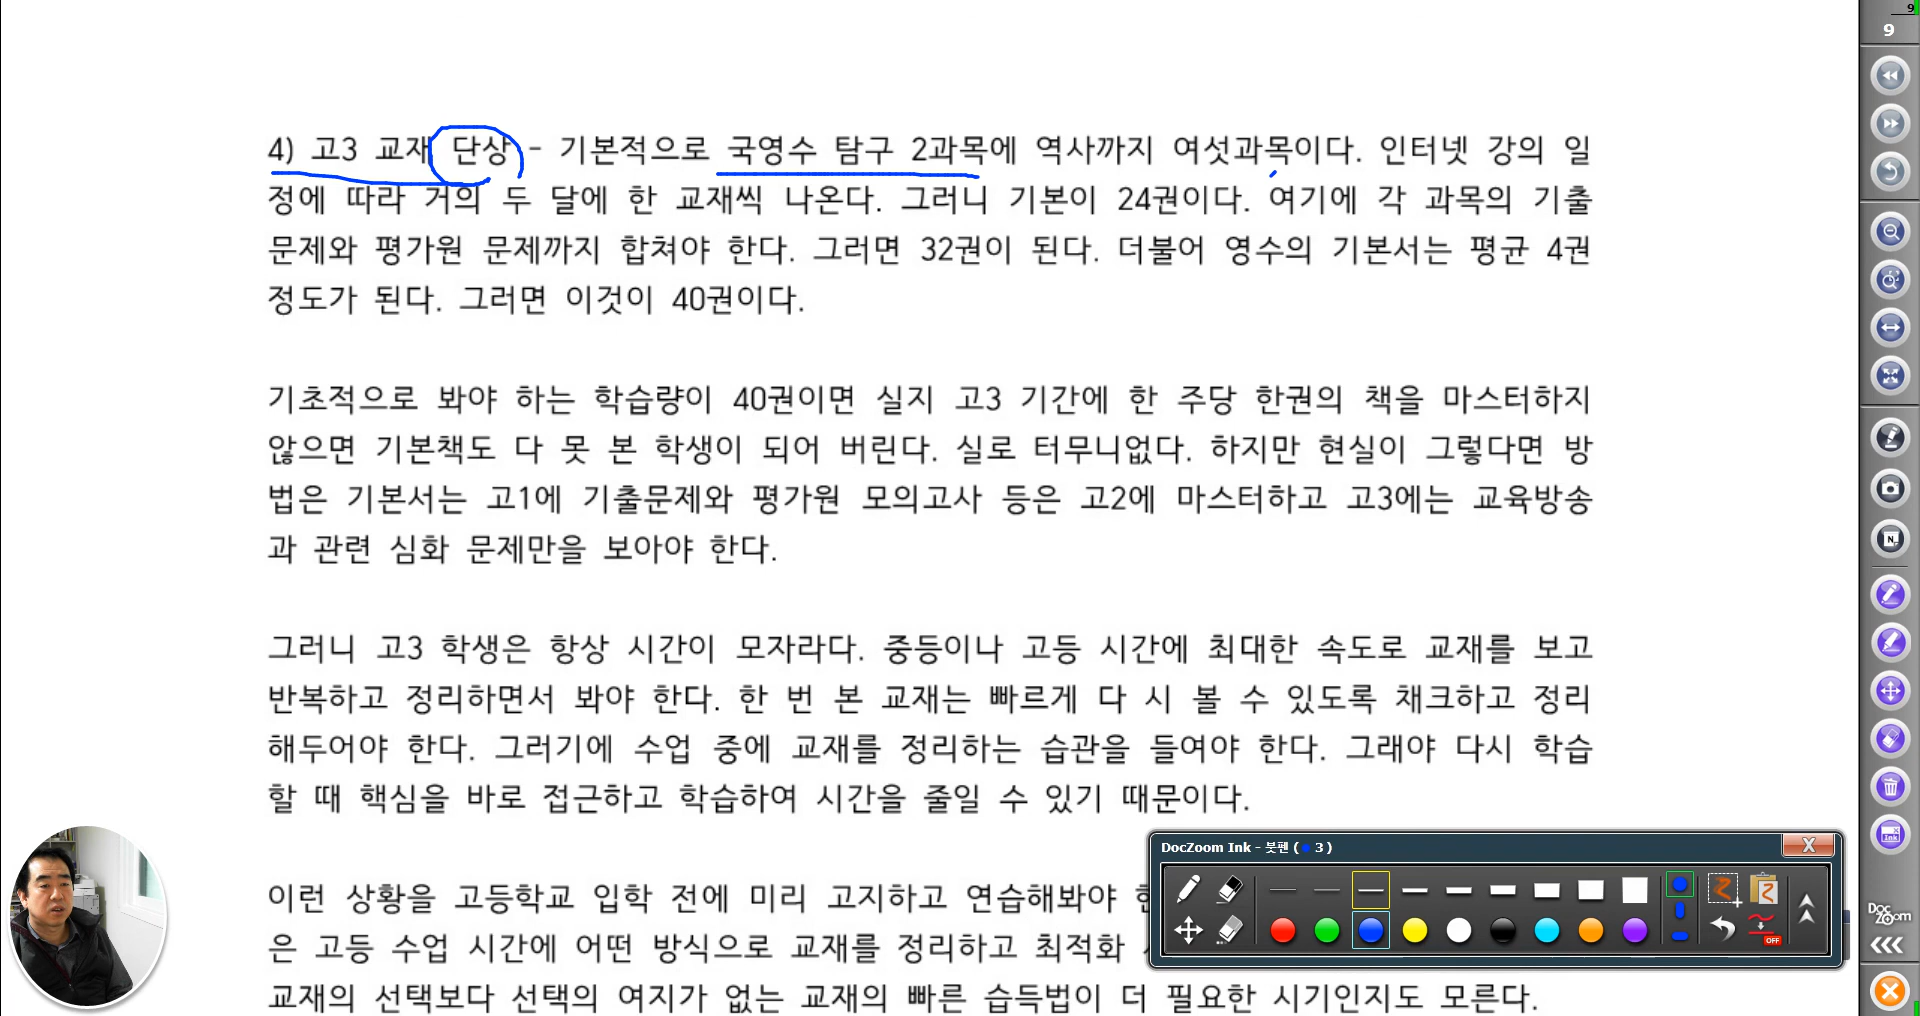 4) 고3 교재 단상 - 기본적으로 국영수 탐구 2과목에 역사까지 여섯과목이다. 인터넷 강의 일
정에 따라 거의 두 달에 한 교재씩 나온다. 그러니 기본이 24권이다. 여기에 각 과목의 기출
문제와 평가원 문제까지 합쳐야 한다. 그러면 32권이 된다. 더불어 영수의 기본서는 평균 4권
정도가 된다. 그러면 이것이 40권이다.
기초적으로 봐야 하는 학습량이 40권이면 실지 고3 기간에 한 주당 한권의 책을 마스터하지
않으면 기본책도 다 못 본 학생이 되어 버린다. 실로 터무니없다. 하지만 현실이 그렇다면 방
법은 기본서는 고1에 기출문제와 평가원 모의고사 등은 고2에 마스터하고 고3에는 교육방송
과 관련 심화 문제만을 보아야 한다.
그러니 고3 학생은 항상 시간이 모자라다. 중등이나 고등 시간에 최대한 속도로 교재를 보고
반복하고 정리하면서 봐야 한다. 한 번 본 교재는 빠르게 다 시 볼 수 있도록 채크하고 정리
해두어야 한다. 그러기에 수업 중에 교재를 정리하는 습관을 들여야 한다. 그래야 다시 학습
할 때 핵심을 바로 접근하고 학습하여 시간을 줄일 수 있기 때문이다.
이런 상황을 고등학교 입학 전에 미리 고지하고 연습해봐야
은 고등 수업 시간에 어떤 방식으로 교재를 정리하고 최적화
교재의 선택보다 선택의 여지가 없는 교재의 빠른 습득법이 더 필요한 시기인지도 모른다.
DocZoom Ink - 붓펜 ( 3 )
OFF
9
9
N
Ink
Doc
Zoom